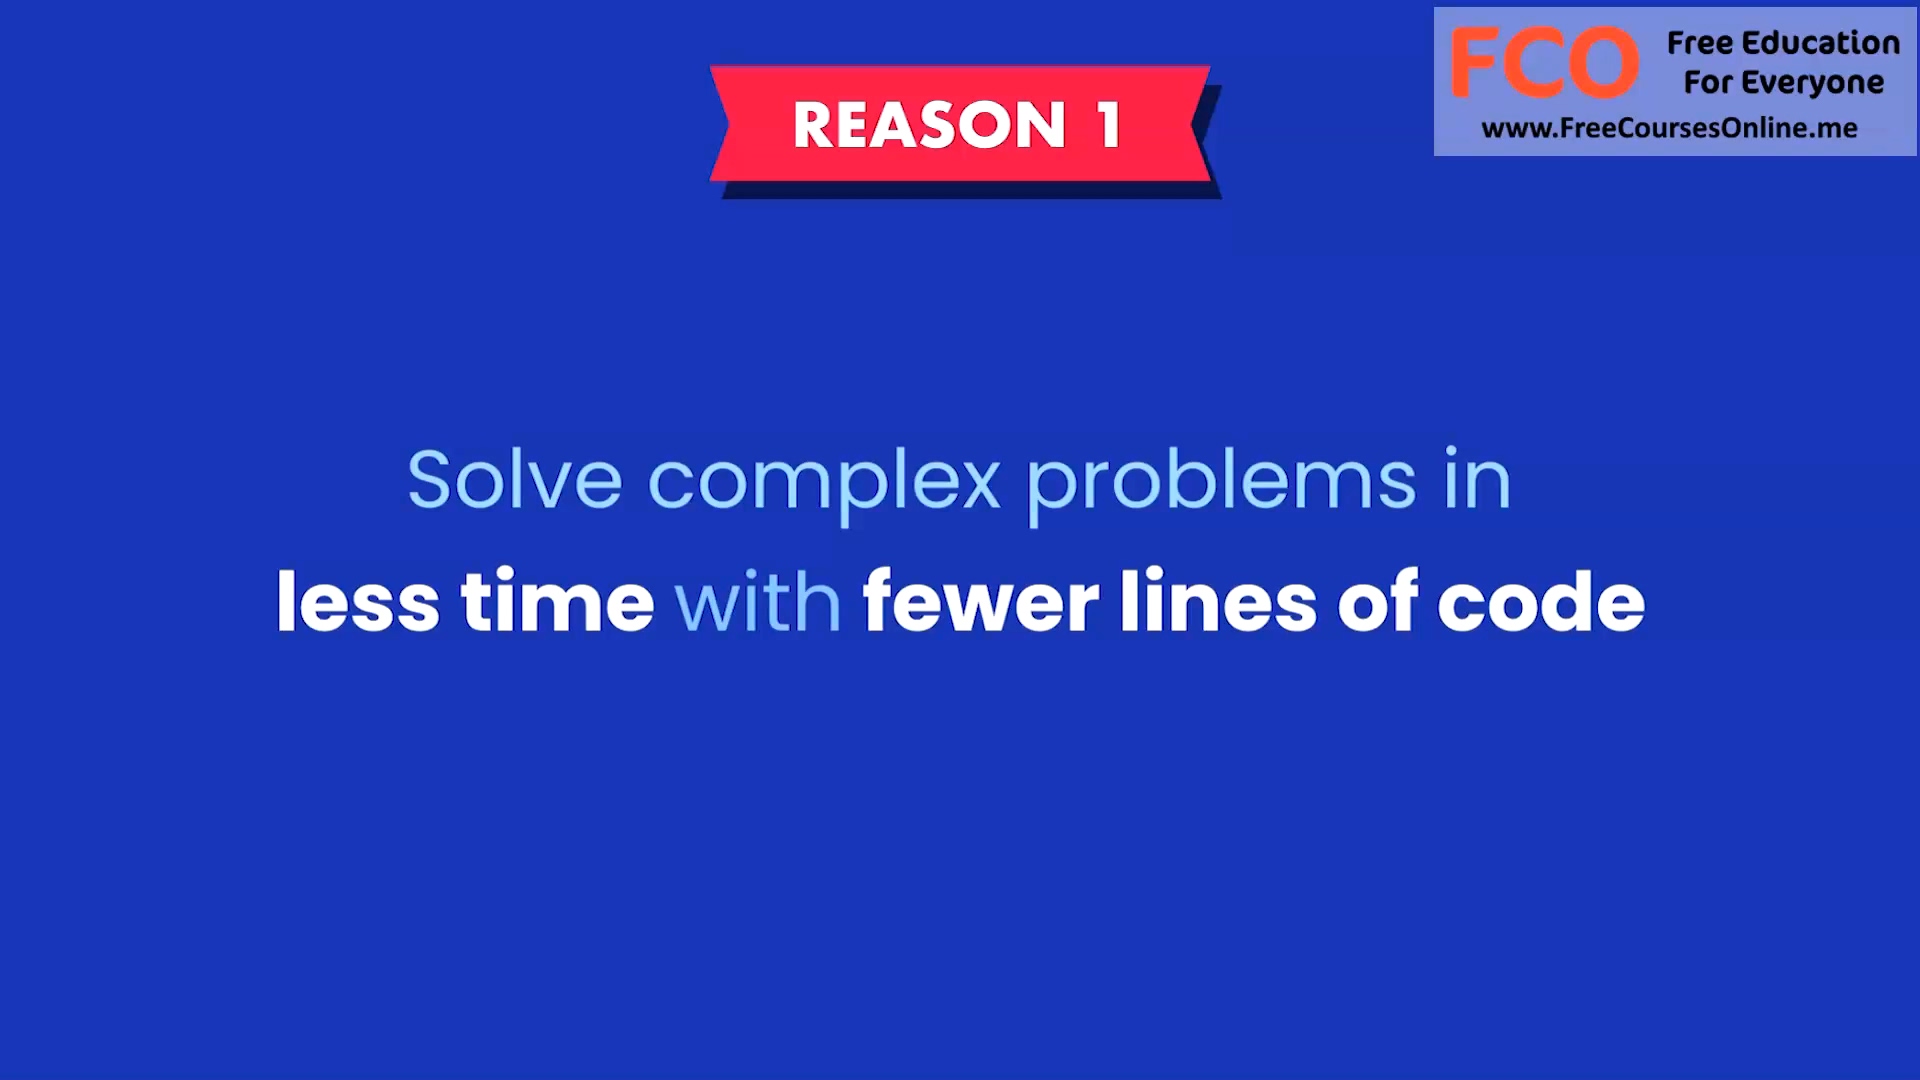 REASON 1
FCO
Free Education
For Everyone
www.FreeCoursesOnline.me
Solve complex problems in
less time with fewer lines of code